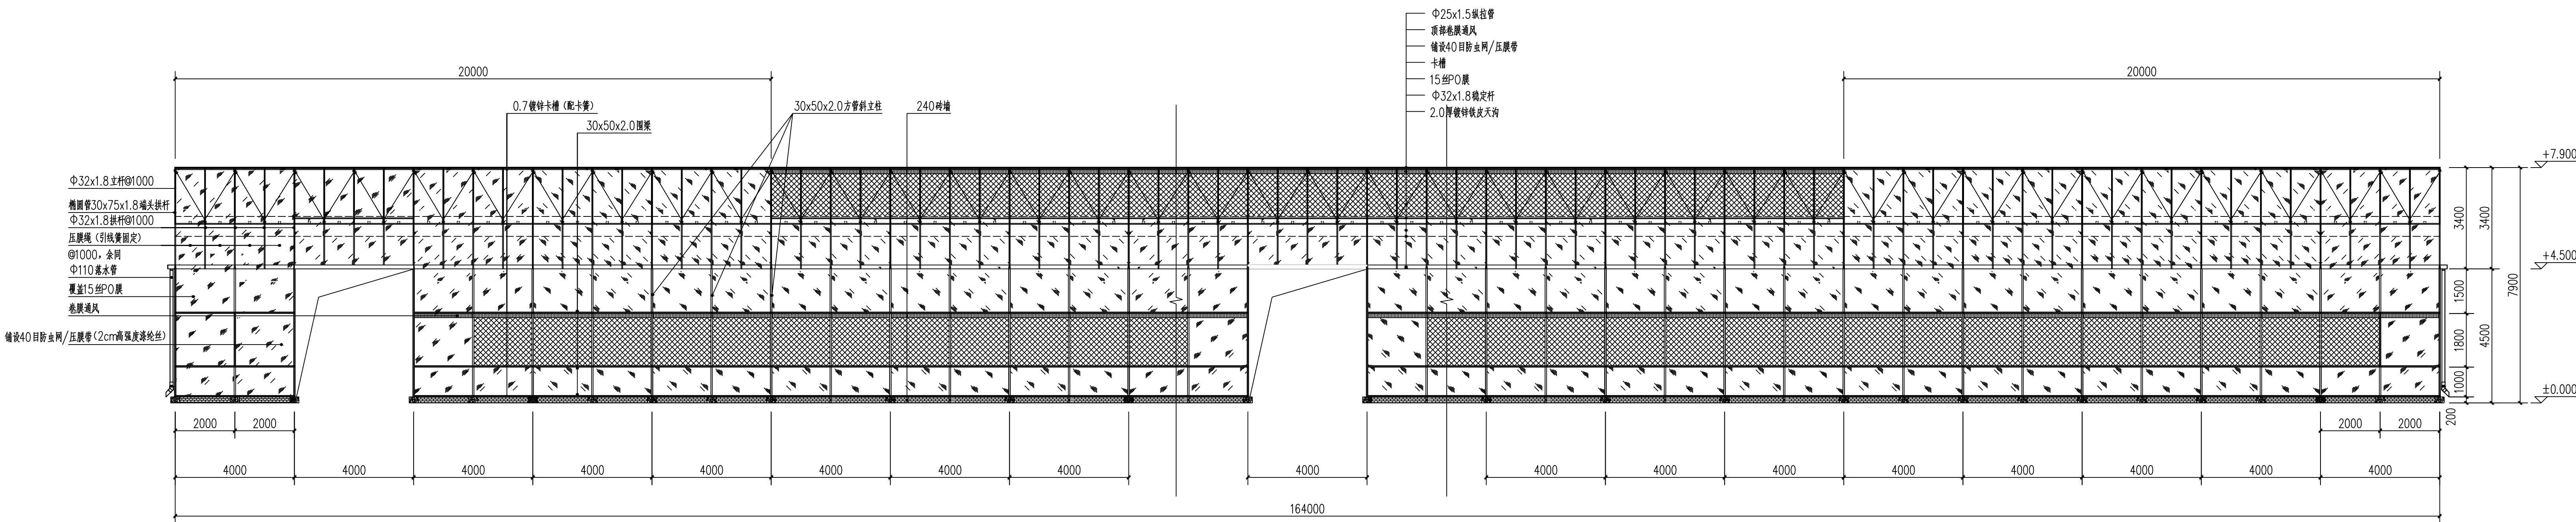 Φ25x1.5纵拉管
顶部卷膜通风
铺设40目防虫网/压膜带
卡槽
15丝PO膜
Φ32x1.8稳定杆
2.0厚镀锌铁皮天沟
20000
20000
0.7镀锌卡槽（配卡簧）
30x50x2.0围梁
30x50x2.0方管斜立柱
240砖墙
Φ32x1.8立杆@1000
椭圆管30x75x1.8端头拱杆
Φ32x1.8拱杆@1000
压膜绳（引线簧固定）
@1000，余同
Φ110落水管
覆盖15丝PO膜
卷膜通风
铺设40目防虫网/压膜带(2cm高强度涤纶丝)
+7.900
+4.500
±0.000
3400
3400
1500
1800
1000
200
4500
7900
2000 2000 2000 2000
4000 4000 4000 4000 4000 4000 4000 4000 4000 4000 4000 4000 4000 4000 4000 4000 4000
164000